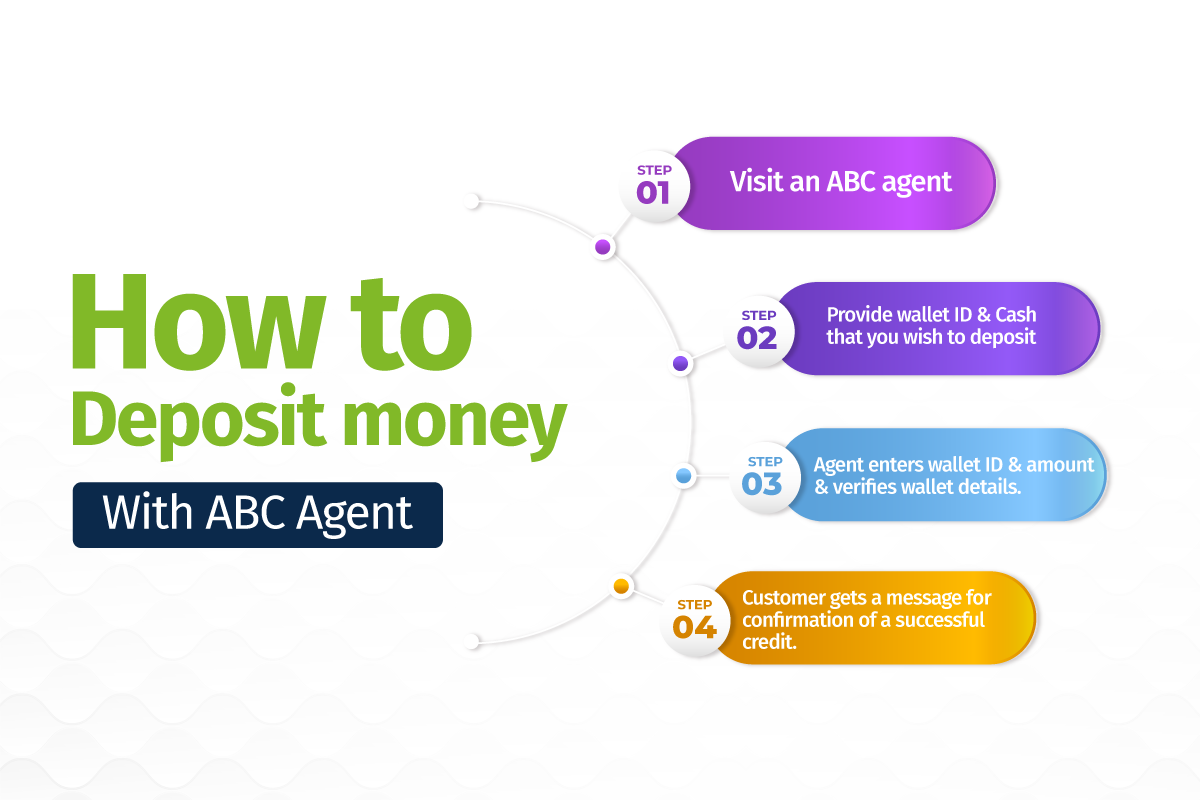 How to
Deposit money
With ABC Agent
STEP
01
Visit an ABC agent
STEP
02
Provide wallet ID & Cash
that you wish to deposit
STEP
03
Agent enters wallet ID & amount
& verifies wallet details.
STEP
04
Customer gets a message for
confirmation of a successful
credit.